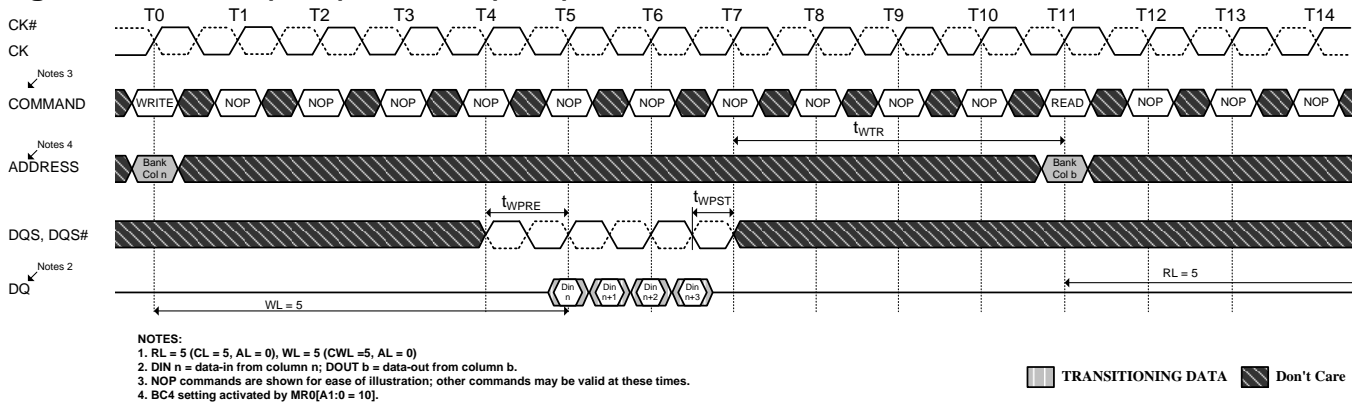 T0 T1 T2 T3 T4 T5 T6 T7 T8 T9 T10 T11 T12 T13 T14
CK#
CK
Notes 3
COMMAND WRITE NOP NOP NOP NOP NOP NOP NOP NOP NOP NOP READ NOP NOP NOP
tWTR
Notes 4
ADDRESS
Bank
Col n
Bank
Col b
tWPRE tWPST
DQS, DQS#
Notes 2
DQ
Din
n
Din
n+1
Din
n+2
Din
n+3
RL = 5
WL = 5
NOTES:
1. RL = 5 (CL = 5, AL = 0), WL = 5 (CWL =5, AL = 0)
2. DIN n = data-in from column n; DOUT b = data-out from column b.
3. NOP commands are shown for ease of illustration; other commands may be valid at these times.
4. BC4 setting activated by MR0[A1:0 = 10].
TRANSITIONING DATA Don't Care